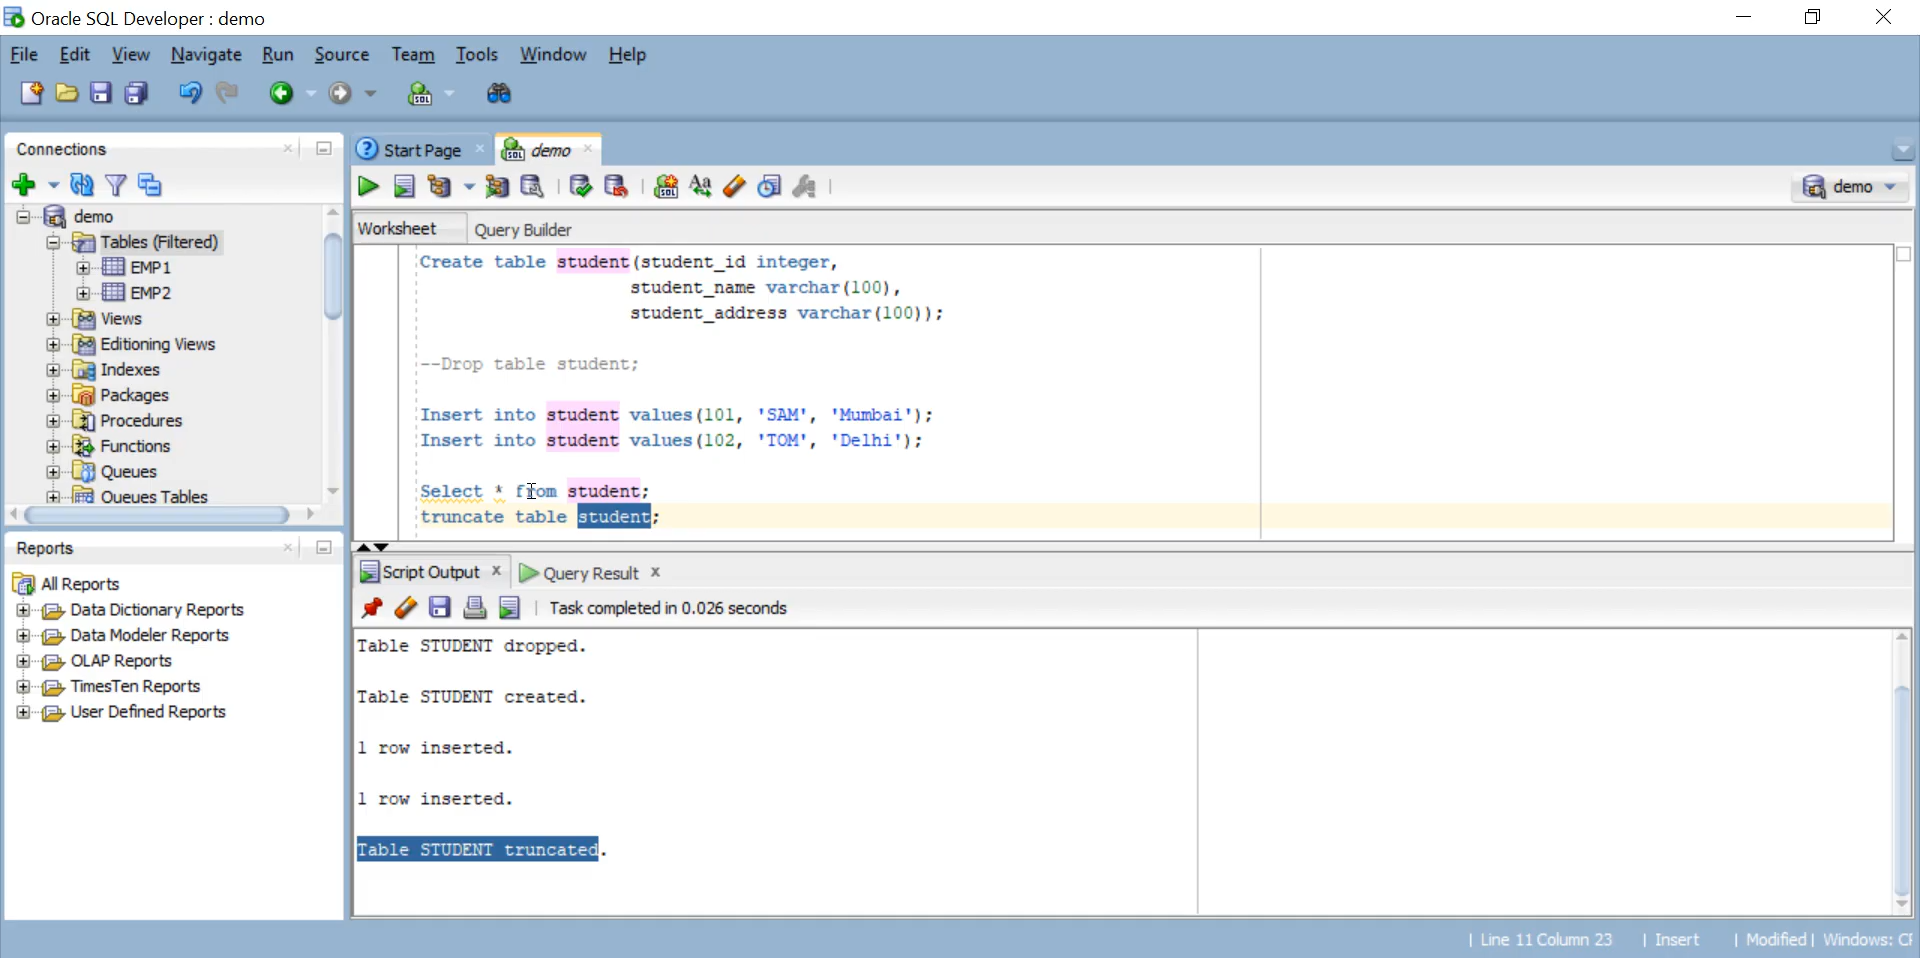 Oracle SQL Developer : demo
File Edit View Navigate Run Source Team Tools Window Help
Connections
Start Page
demo
demo
demo
Tables (Filtered)
EMP1
EMP2
Views
Editioning Views
Indexes
Packages
Procedures
Functions
Queues
Queues Tables
Worksheet
Query Builder
Create table student(student_id integer,
student_name varchar(100),
student_address varchar(100));
--Drop table student;
Insert into student values(101, 'SAM', 'Mumbai');
Insert into student values(102, 'TOM', 'Delhi');
Select * from student;
truncate table student;
Reports
All Reports
Data Dictionary Reports
Data Modeler Reports
OLAP Reports
TimesTen Reports
User Defined Reports
Script Output
Query Result
Task completed in 0.026 seconds
Table STUDENT dropped.
Table STUDENT created.
1 row inserted.
1 row inserted.
Table STUDENT truncated.
| Line 11 Column 23 | Insert | Modified | Windows: CF